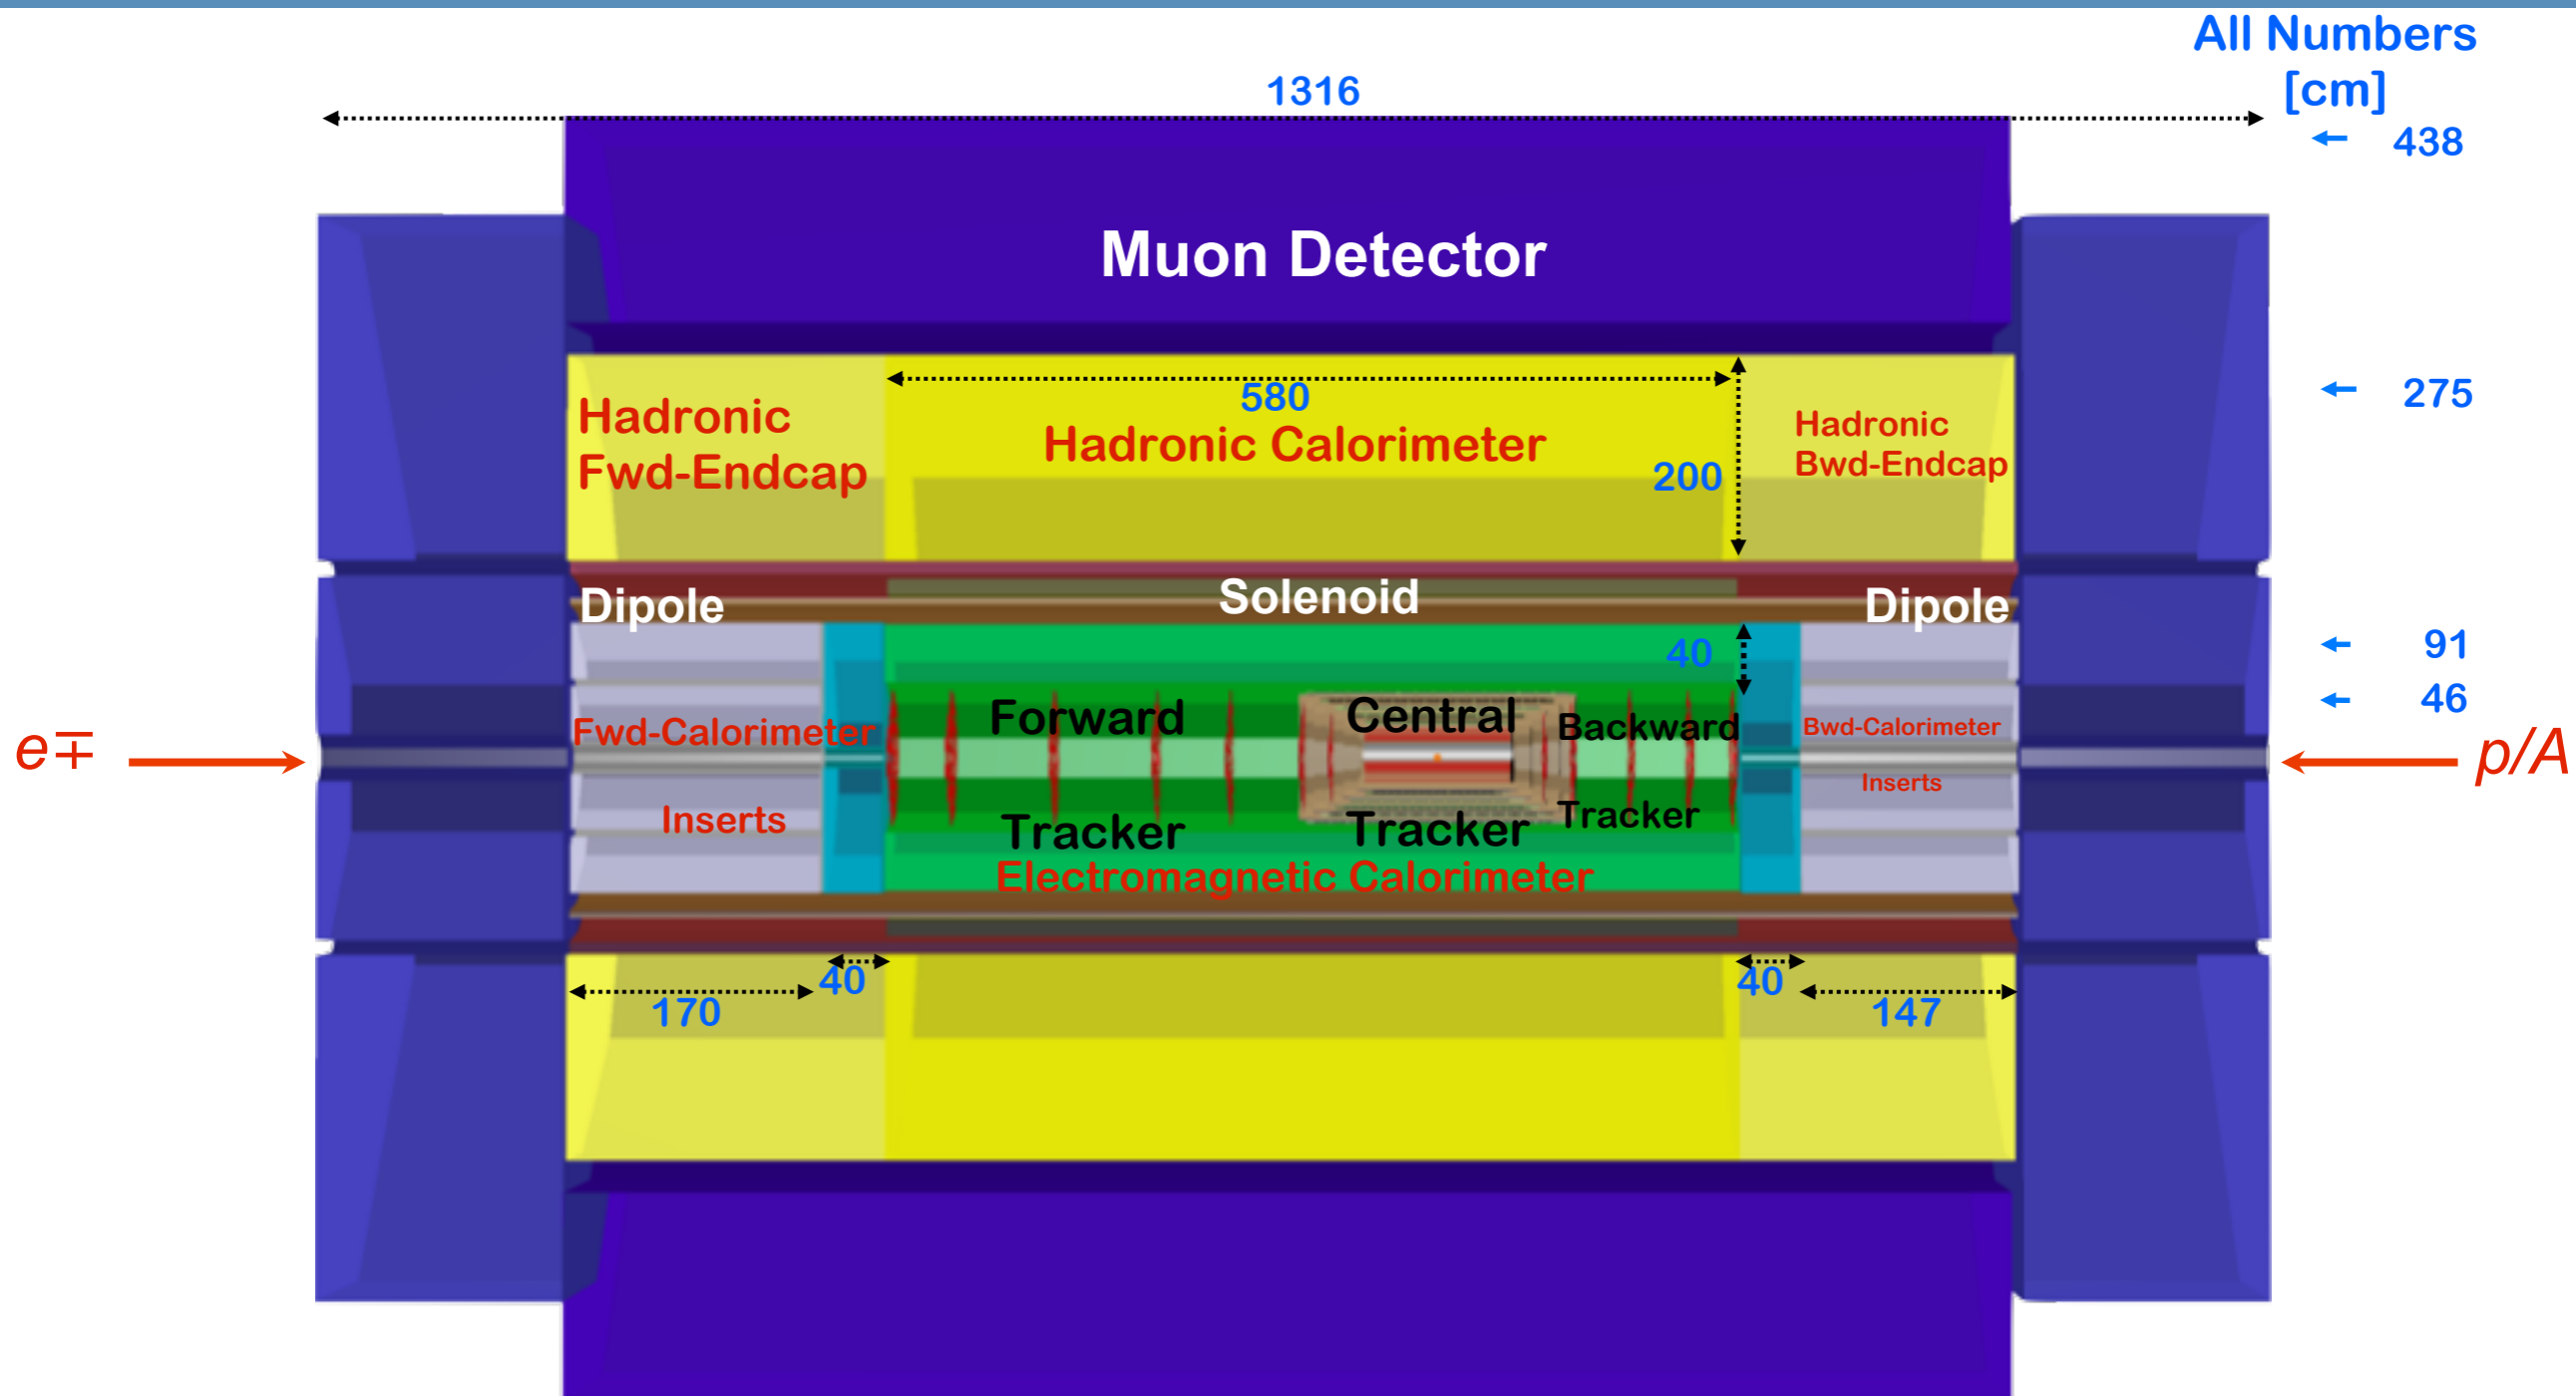 All Numbers
[cm]
1316
438
Muon Detector
275
580
Hadronic
Fwd-Endcap
Hadronic Calorimeter
200
Hadronic
Bwd-Endcap
Dipole
Solenoid
Dipole
40
91
46
Forward
Central
Backward
Fwd-Calorimeter
Bwd-Calorimeter
e∓
p/A
Inserts
Inserts
Tracker
Tracker
Tracker
Electromagnetic Calorimeter
40
40
170
147